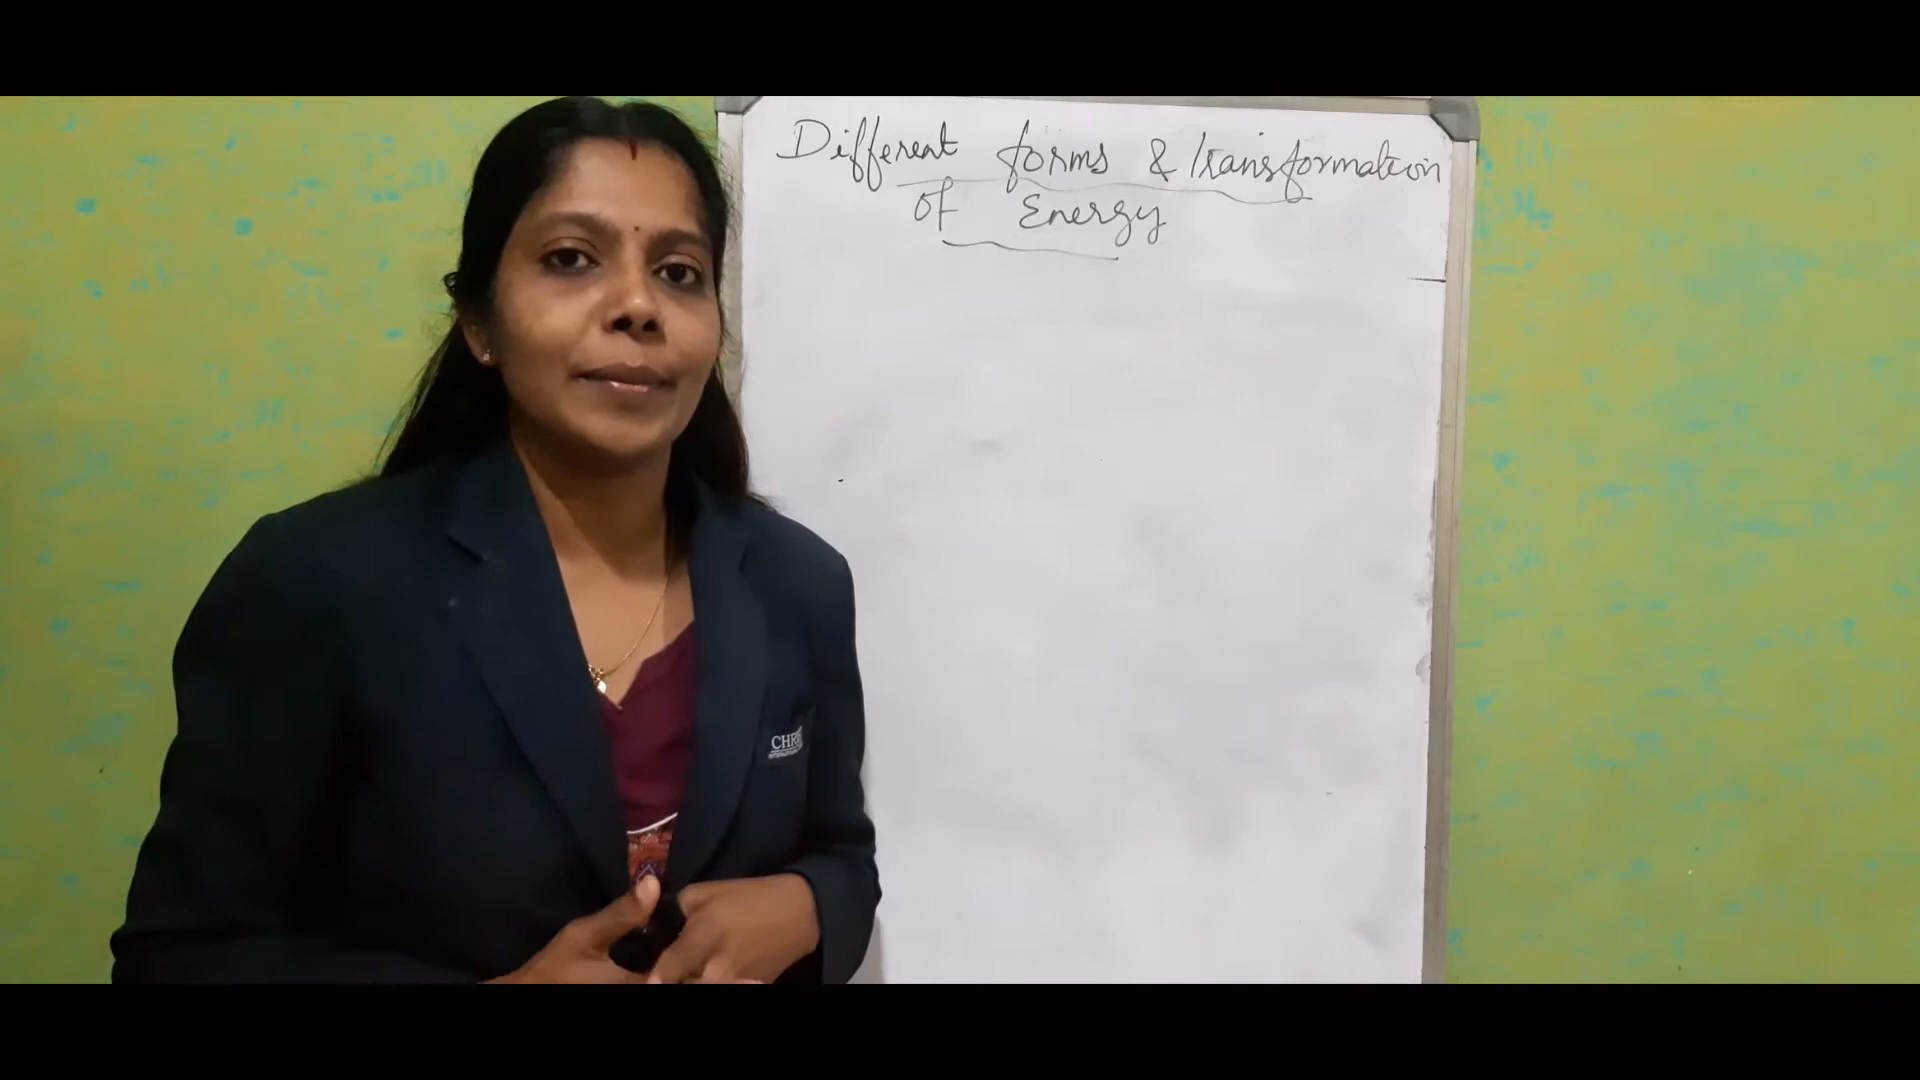 Different forms & transformation
of Energy